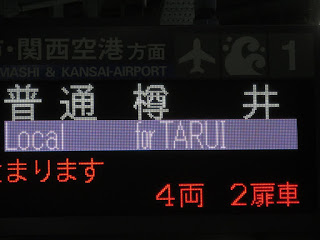 ・関西空港方面 1
MASHI & KANSAI-AIRPORT
普通 樽井
Local for TARUI
まります
4両 2扉車